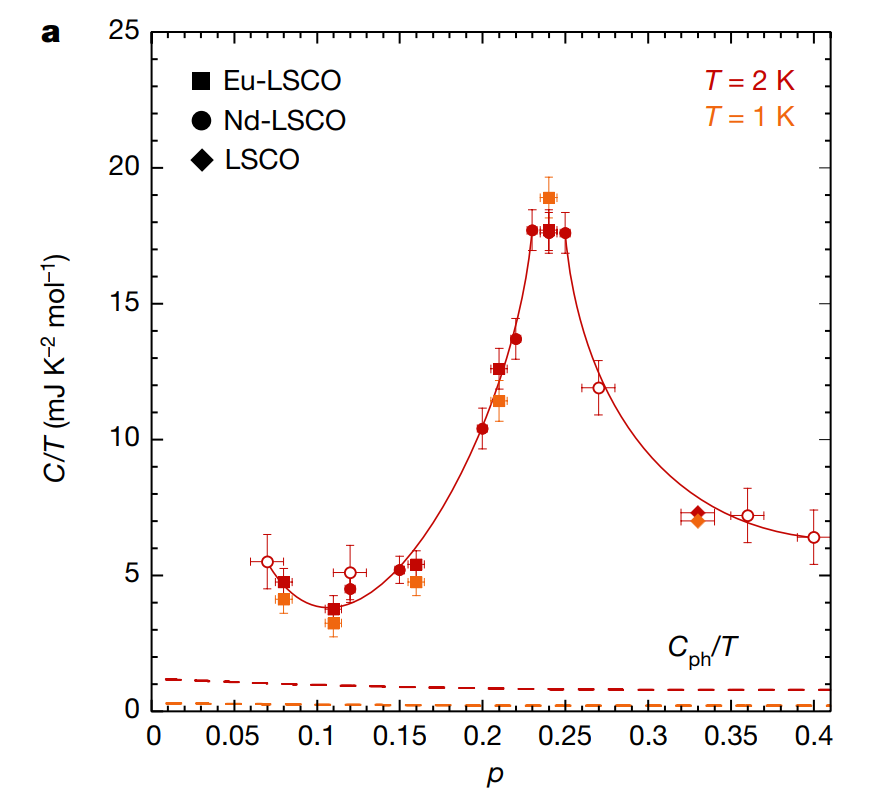 a
25
20
15
10
5
0
C/T (mJ K⁻² mol⁻¹)
Eu-LSCO
Nd-LSCO
LSCO
T = 2 K
T = 1 K
Cph/T
0 0.05 0.1 0.15 0.2 0.25 0.3 0.35 0.4
p